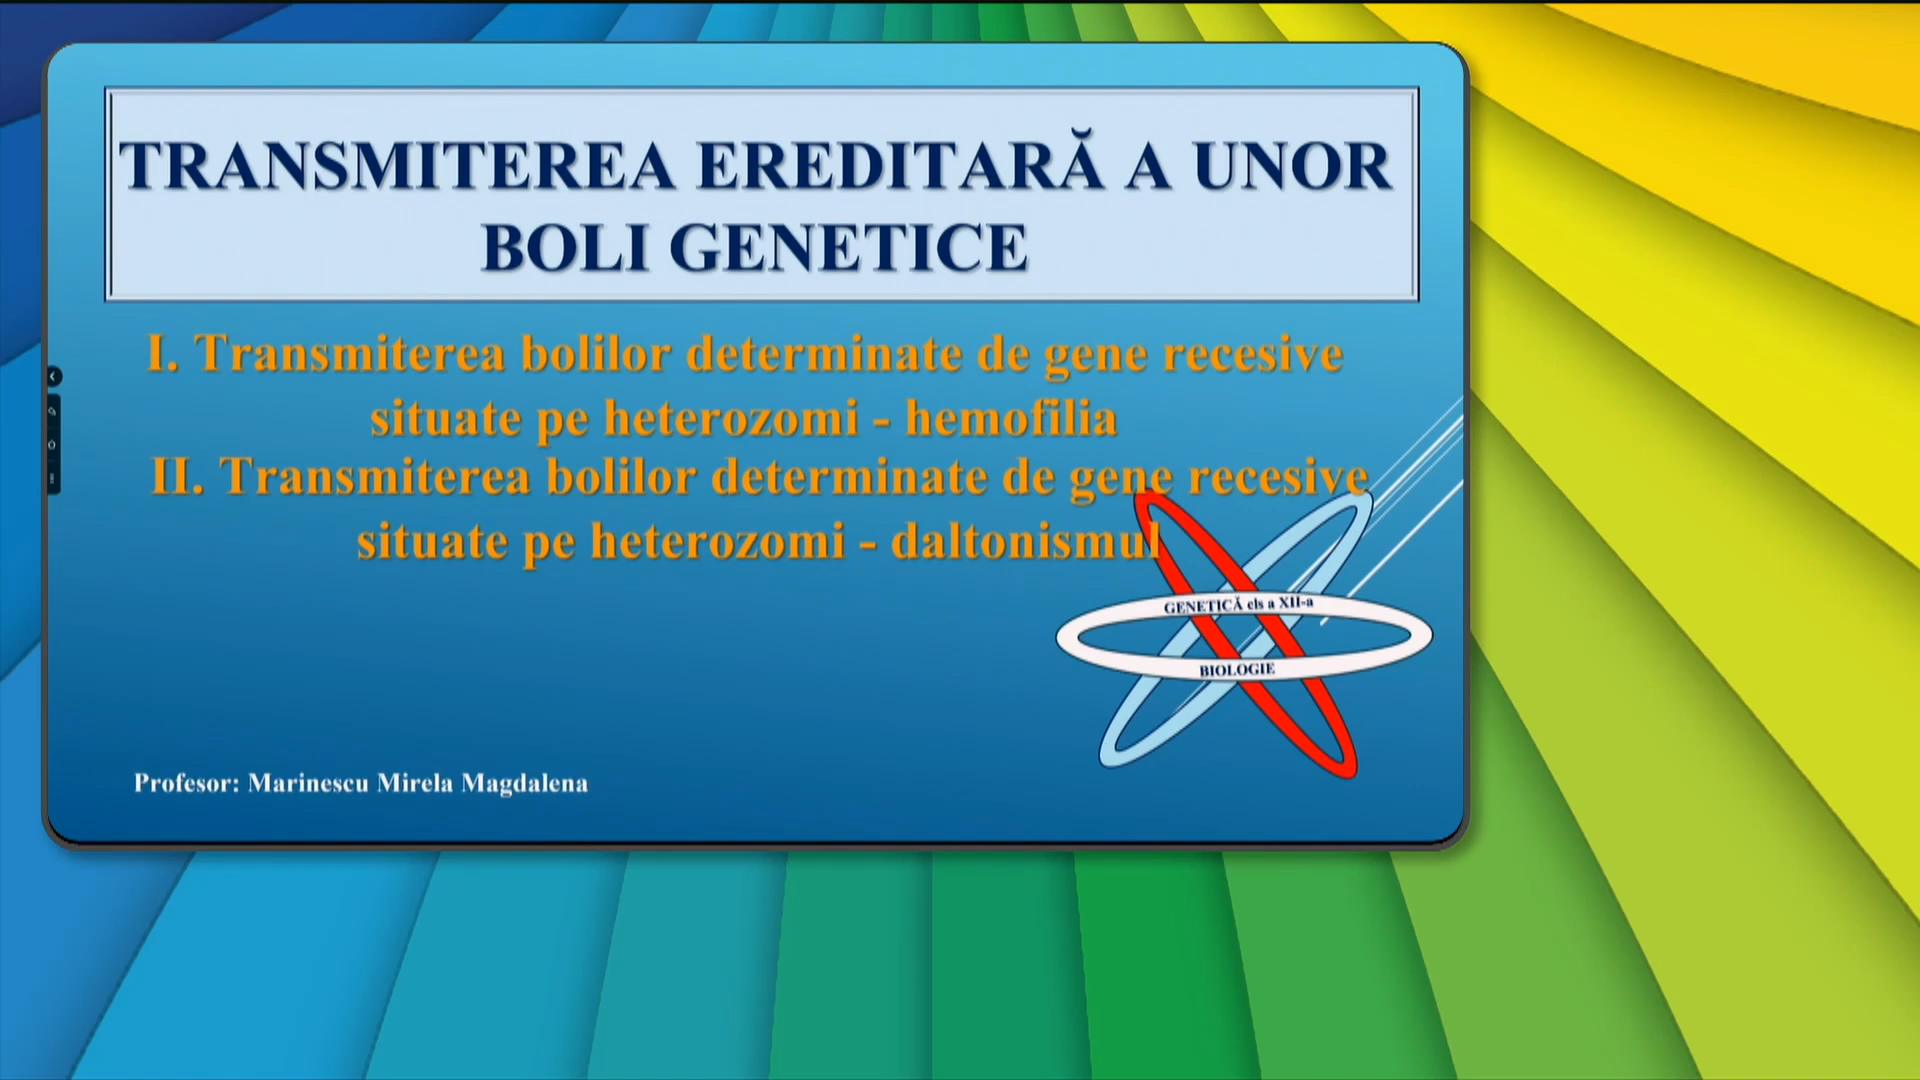 TRANSMITEREA EREDITARĂ A UNOR
BOLI GENETICE
I. Transmiterea bolilor determinate de gene recesive
situate pe heterozomi - hemofilia
II. Transmiterea bolilor determinate de gene recesive
situate pe heterozomi - daltonismul
GENETICĂ cls a XII-a
BIOLOGIE
Profesor: Marinescu Mirela Magdalena